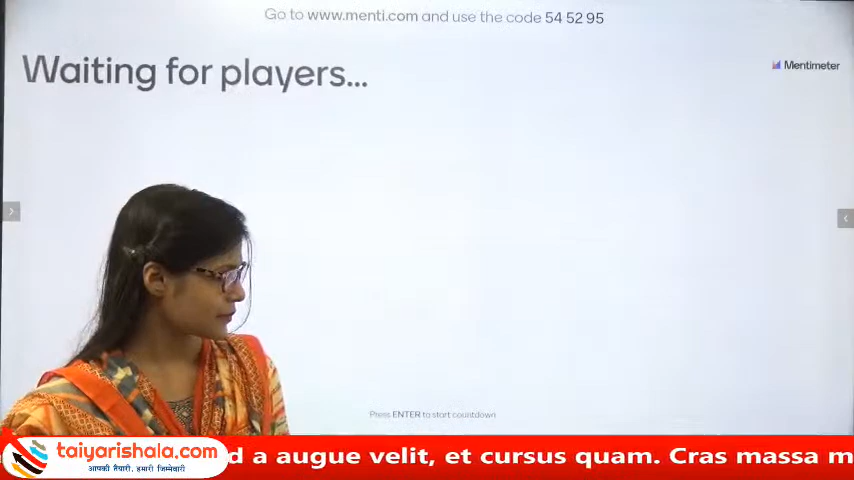 Go to www.menti.com and use the code 54 52 95
Waiting for players...
Mentimeter
Press ENTER to start countdown
taiyarishala.com
आपकी तैयारी, हमारी जिम्मेदारी
d a augue velit, et cursus quam. Cras massa m